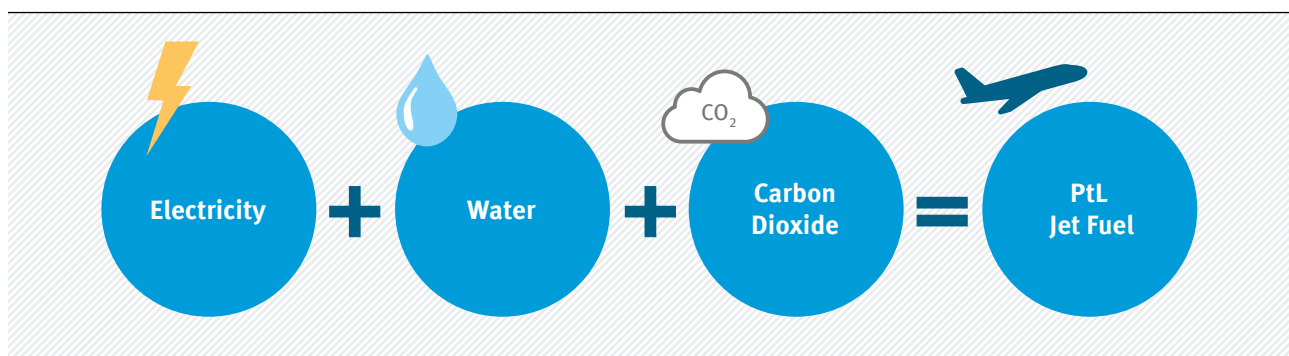 CO₂
Electricity
+
Water
+
Carbon
Dioxide
=
PtL
Jet Fuel